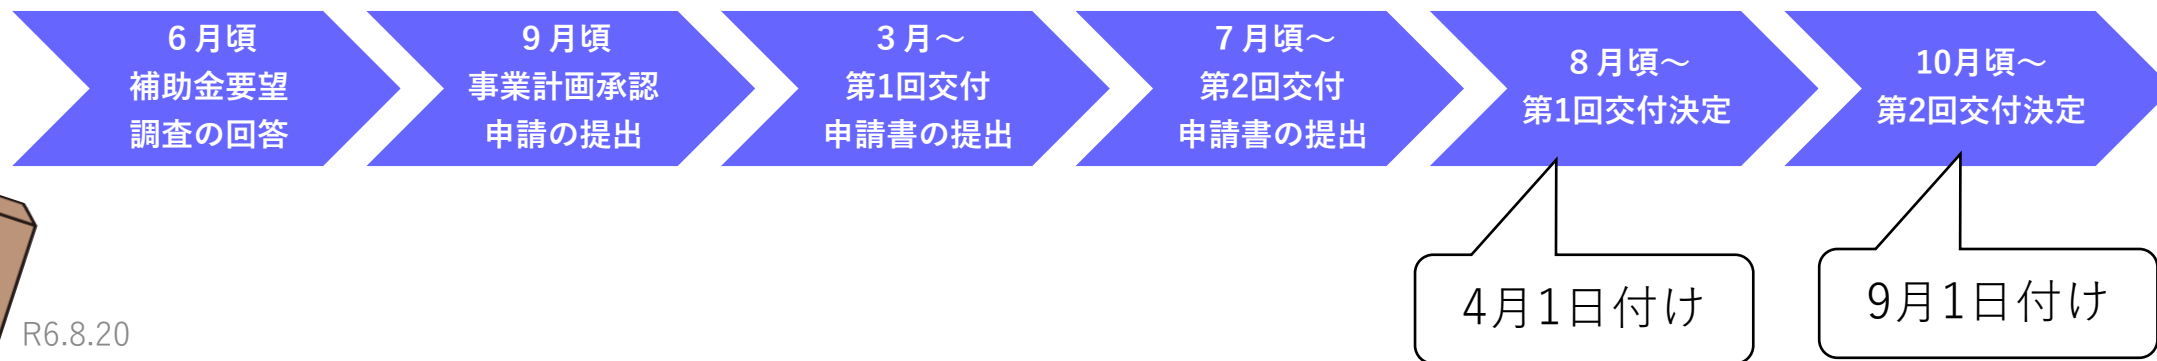 6月頃
補助金要望
調査の回答
9月頃
事業計画承認
申請の提出
3月～
第1回交付
申請書の提出
7月頃～
第2回交付
申請書の提出
8月頃～
第1回交付決定
10月頃～
第2回交付決定
4月1日付け
9月1日付け
R6.8.20